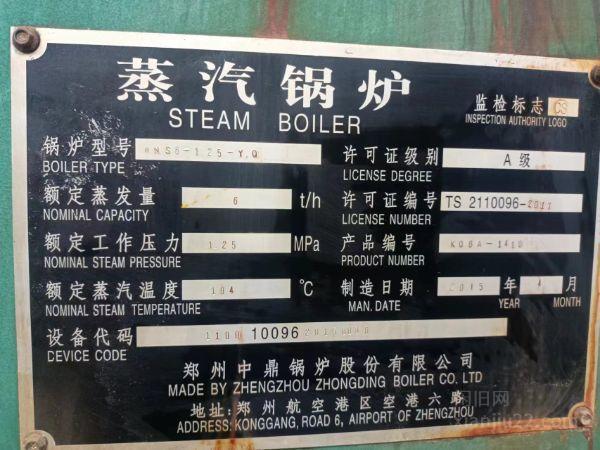 蒸汽锅炉
STEAM BOILER
监检标志 CS
INSPECTION AUTHORITY LOGO
锅炉型号
BOILER TYPE
许可证级别 A 级
LICENSE DEGREE
额定蒸发量 6 t/h
NOMINAL CAPACITY
许可证编号 TS 2110096-
LICENSE NUMBER
额定工作压力 1.25 MPa
NOMINAL STEAM PRESSURE
产品编号
PRODUCT NUMBER
额定蒸汽温度 194 °C
NOMINAL STEAM TEMPERATURE
制造日期 2015 年 4 月
MAN. DATE YEAR MONTH
设备代码 10096
DEVICE CODE
郑州中鼎锅炉股份有限公司
MADE BY ZHENGZHOU ZHONGDING BOILER CO. LTD
地址: 郑州航空港区空港六路
ADDRESS: KONGGANG, ROAD 6, AIRPORT OF ZHENGZHOU